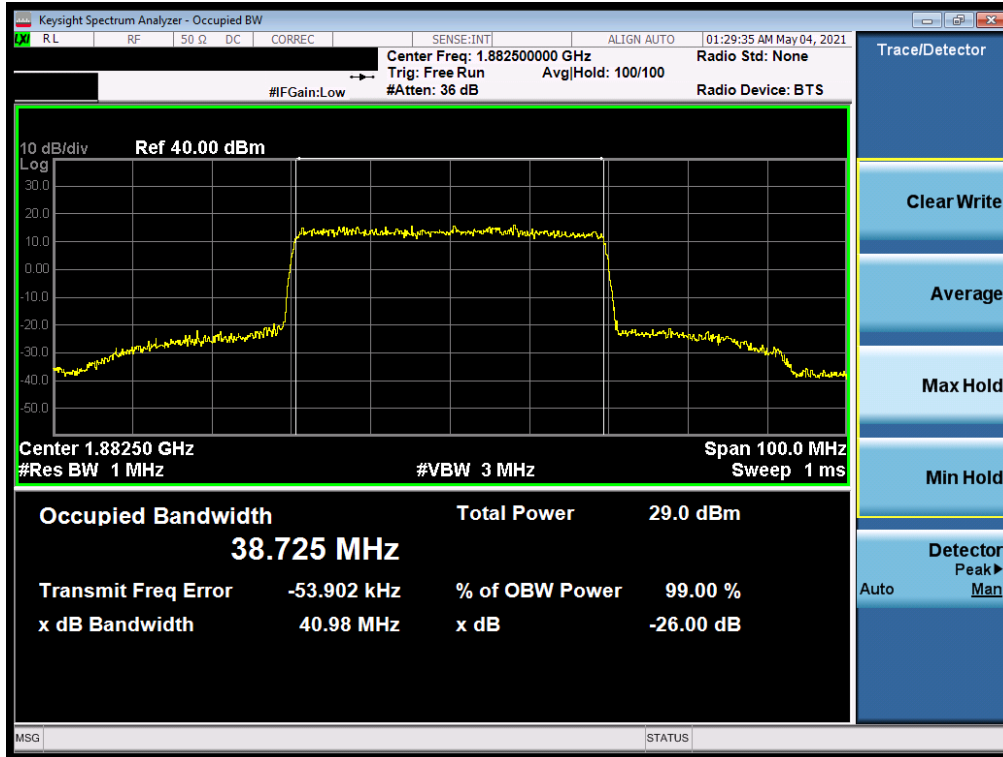 Keysight Spectrum Analyzer - Occupied BW
LXI RL RF 50 Ω DC CORREC SENSE:INT ALIGN AUTO 01:29:35 AM May 04, 2021
Center Freq: 1.882500000 GHz Radio Std: None
Trig: Free Run Avg|Hold: 100/100
#IFGain:Low #Atten: 36 dB Radio Device: BTS
10 dB/div Ref 40.00 dBm
Log
30.0
20.0
10.0
0.00
-10.0
-20.0
-30.0
-40.0
-50.0
Center 1.88250 GHz Span 100.0 MHz
#Res BW 1 MHz #VBW 3 MHz Sweep 1 ms
Occupied Bandwidth Total Power 29.0 dBm
38.725 MHz
Transmit Freq Error -53.902 kHz % of OBW Power 99.00 %
x dB Bandwidth 40.98 MHz x dB -26.00 dB
MSG STATUS
Trace/Detector
Clear Write
Average
Max Hold
Min Hold
Detector
Peak
Auto Man